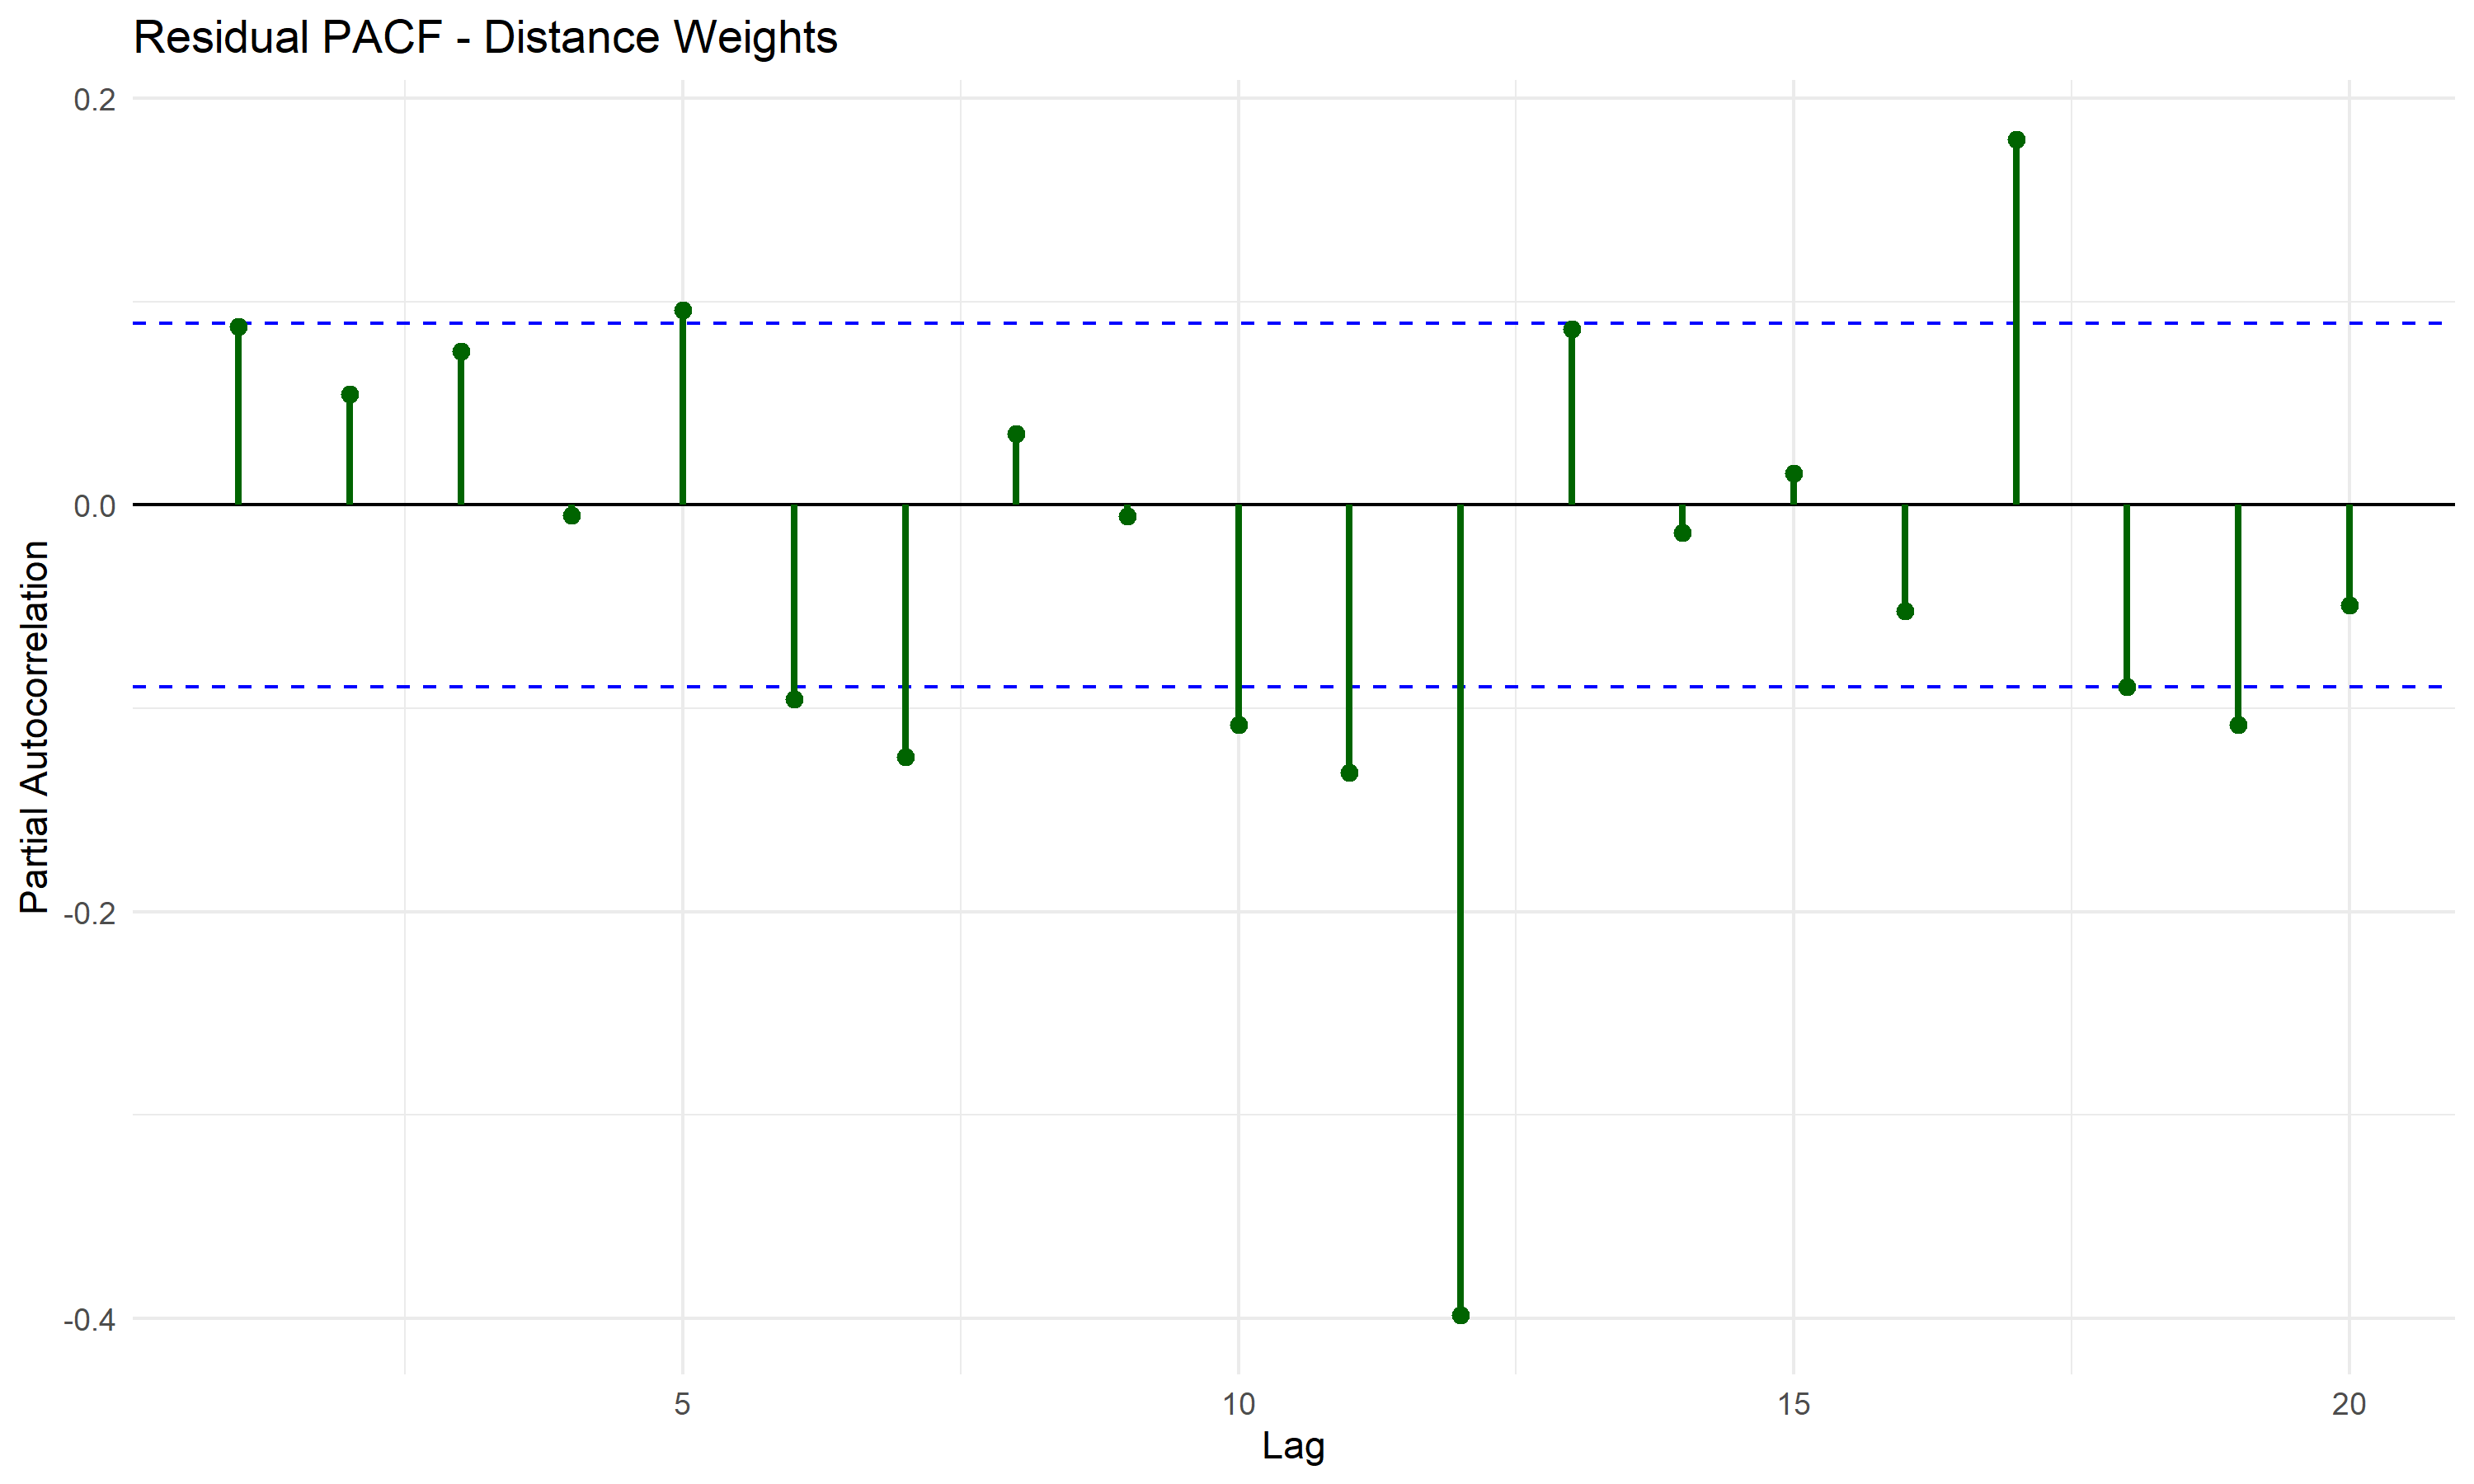 Residual PACF - Distance Weights
0.2
0.0
-0.2
-0.4
Partial Autocorrelation
5 10 15 20
Lag